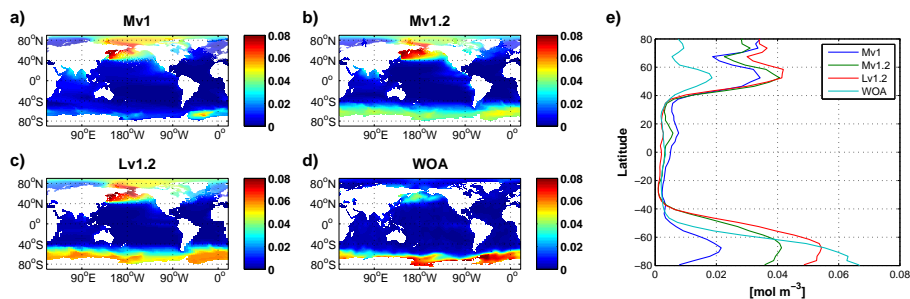 a)
Mv1
80°N
40°N
0°
40°S
80°S
90°E
180°W
90°W
0°
0.08
0.06
0.04
0.02
0
b)
Mv1.2
80°N
40°N
0°
40°S
80°S
90°E
180°W
90°W
0°
0.08
0.06
0.04
0.02
0
c)
Lv1.2
80°N
40°N
0°
40°S
80°S
90°E
180°W
90°W
0°
0.08
0.06
0.04
0.02
0
d)
WOA
80°N
40°N
0°
40°S
80°S
90°E
180°W
90°W
0°
0.08
0.06
0.04
0.02
0
e)
Latitude
80
60
40
20
0
−20
−40
−60
−80
0
0.02
0.04
0.06
0.08
[mol m⁻³]
Mv1
Mv1.2
Lv1.2
WOA